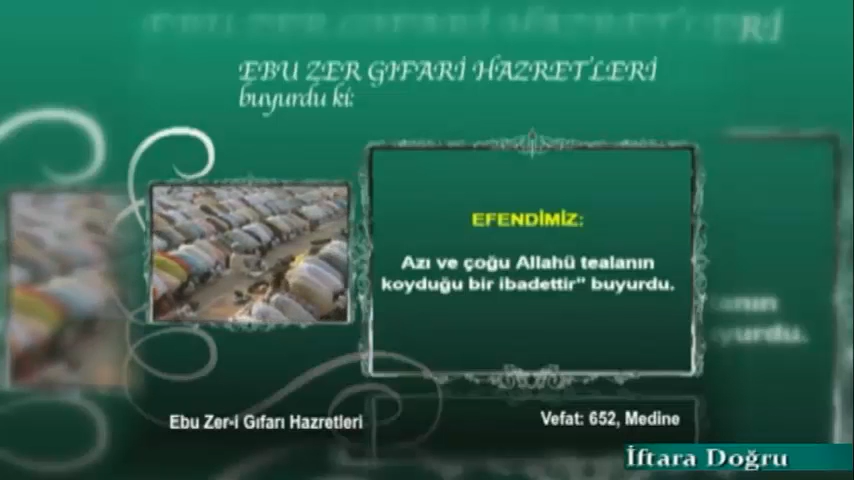 EBU ZER GIFARİ HAZRETLERİ
buyurdu ki:
EFENDİMİZ:
Azı ve çoğu Allahü tealanın
koyduğu bir ibadettir" buyurdu.
Ebu Zer-i Gıfarı Hazretleri
Vefat: 652, Medine
İftara Doğru